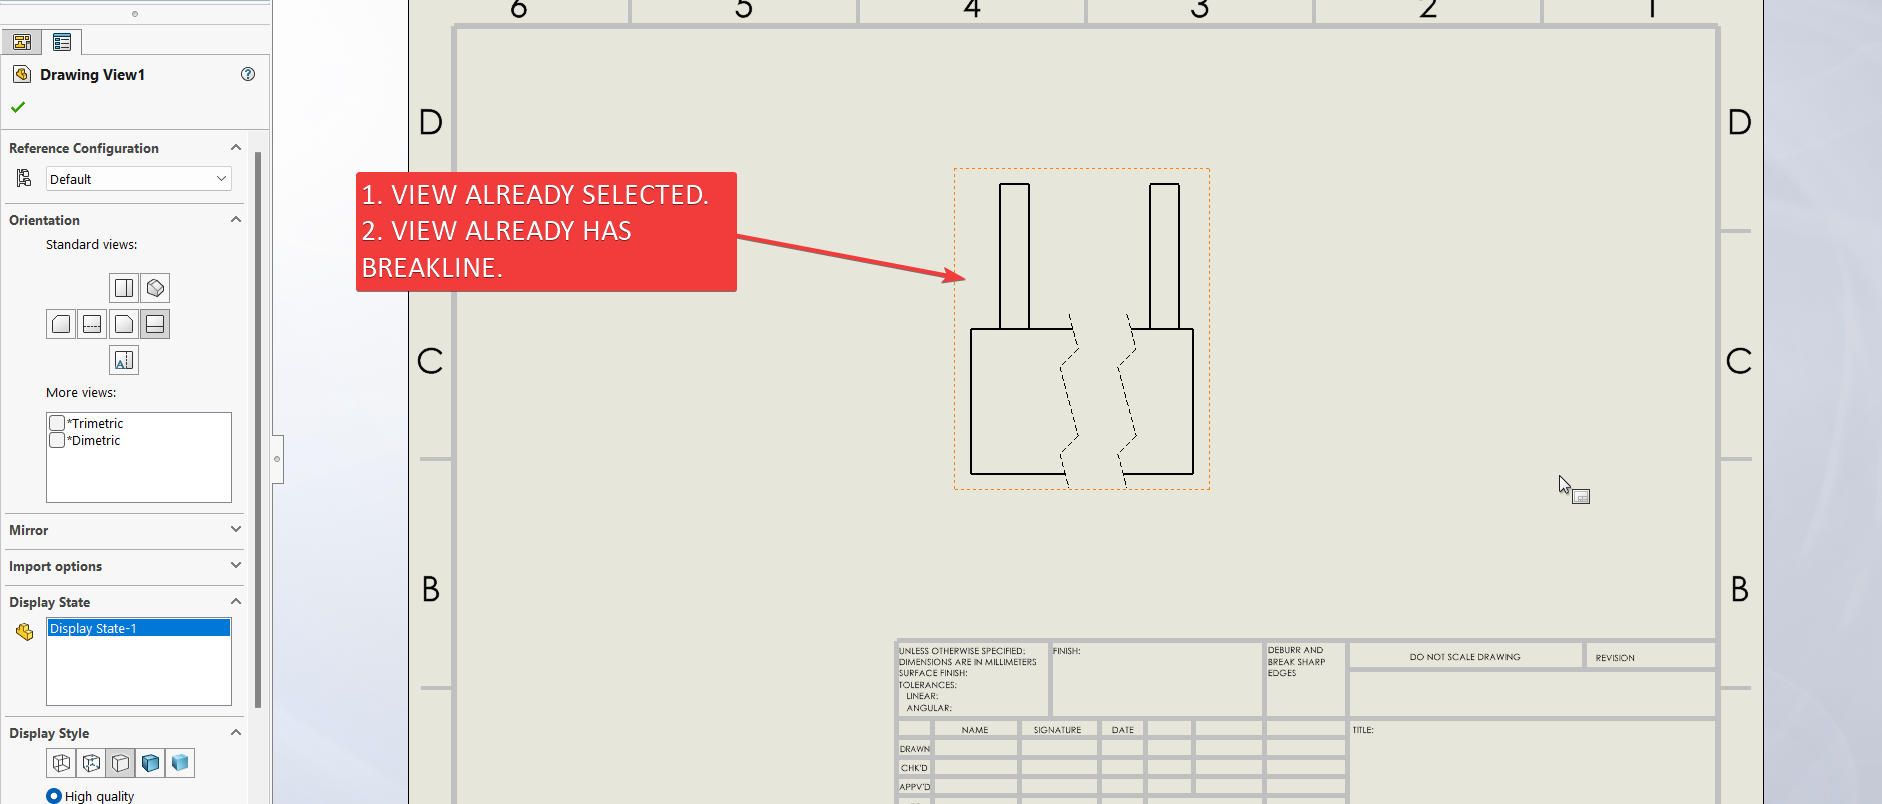 6 5 4 3 2 1
Drawing View1
Reference Configuration
Default
Orientation
Standard views:
A
More views:
*Trimetric
*Dimetric
Mirror
Import options
Display State
Display State-1
Display Style
High quality
D D
1. VIEW ALREADY SELECTED.
2. VIEW ALREADY HAS
BREAKLINE.
C C
B B
UNLESS OTHERWISE SPECIFIED:
DIMENSIONS ARE IN MILLIMETERS
SURFACE FINISH:
TOLERANCES:
LINEAR:
ANGULAR:
FINISH:
DEBURR AND
BREAK SHARP
EDGES
DO NOT SCALE DRAWING
REVISION
NAME SIGNATURE DATE
TITLE:
DRAWN
CHK'D
APPV'D